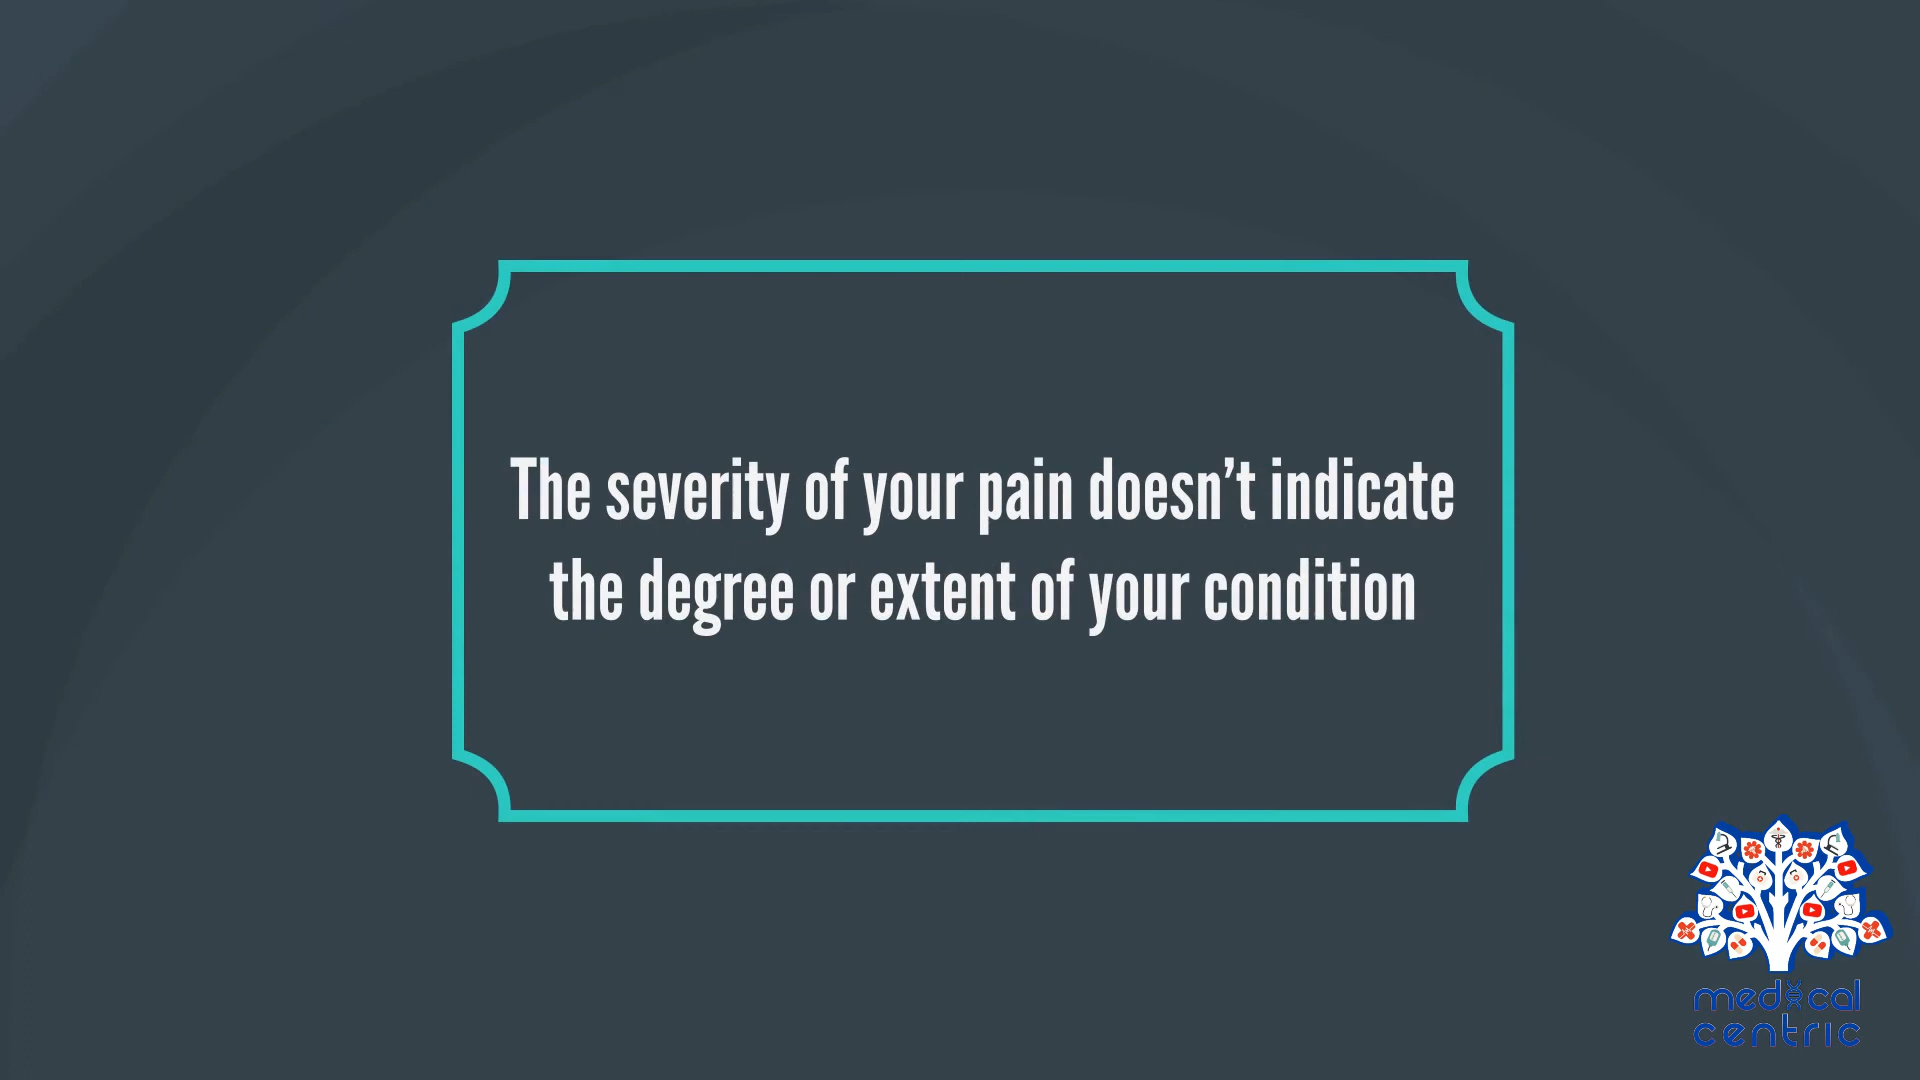 The severity of your pain doesn’t indicate
the degree or extent of your condition
medical
centric